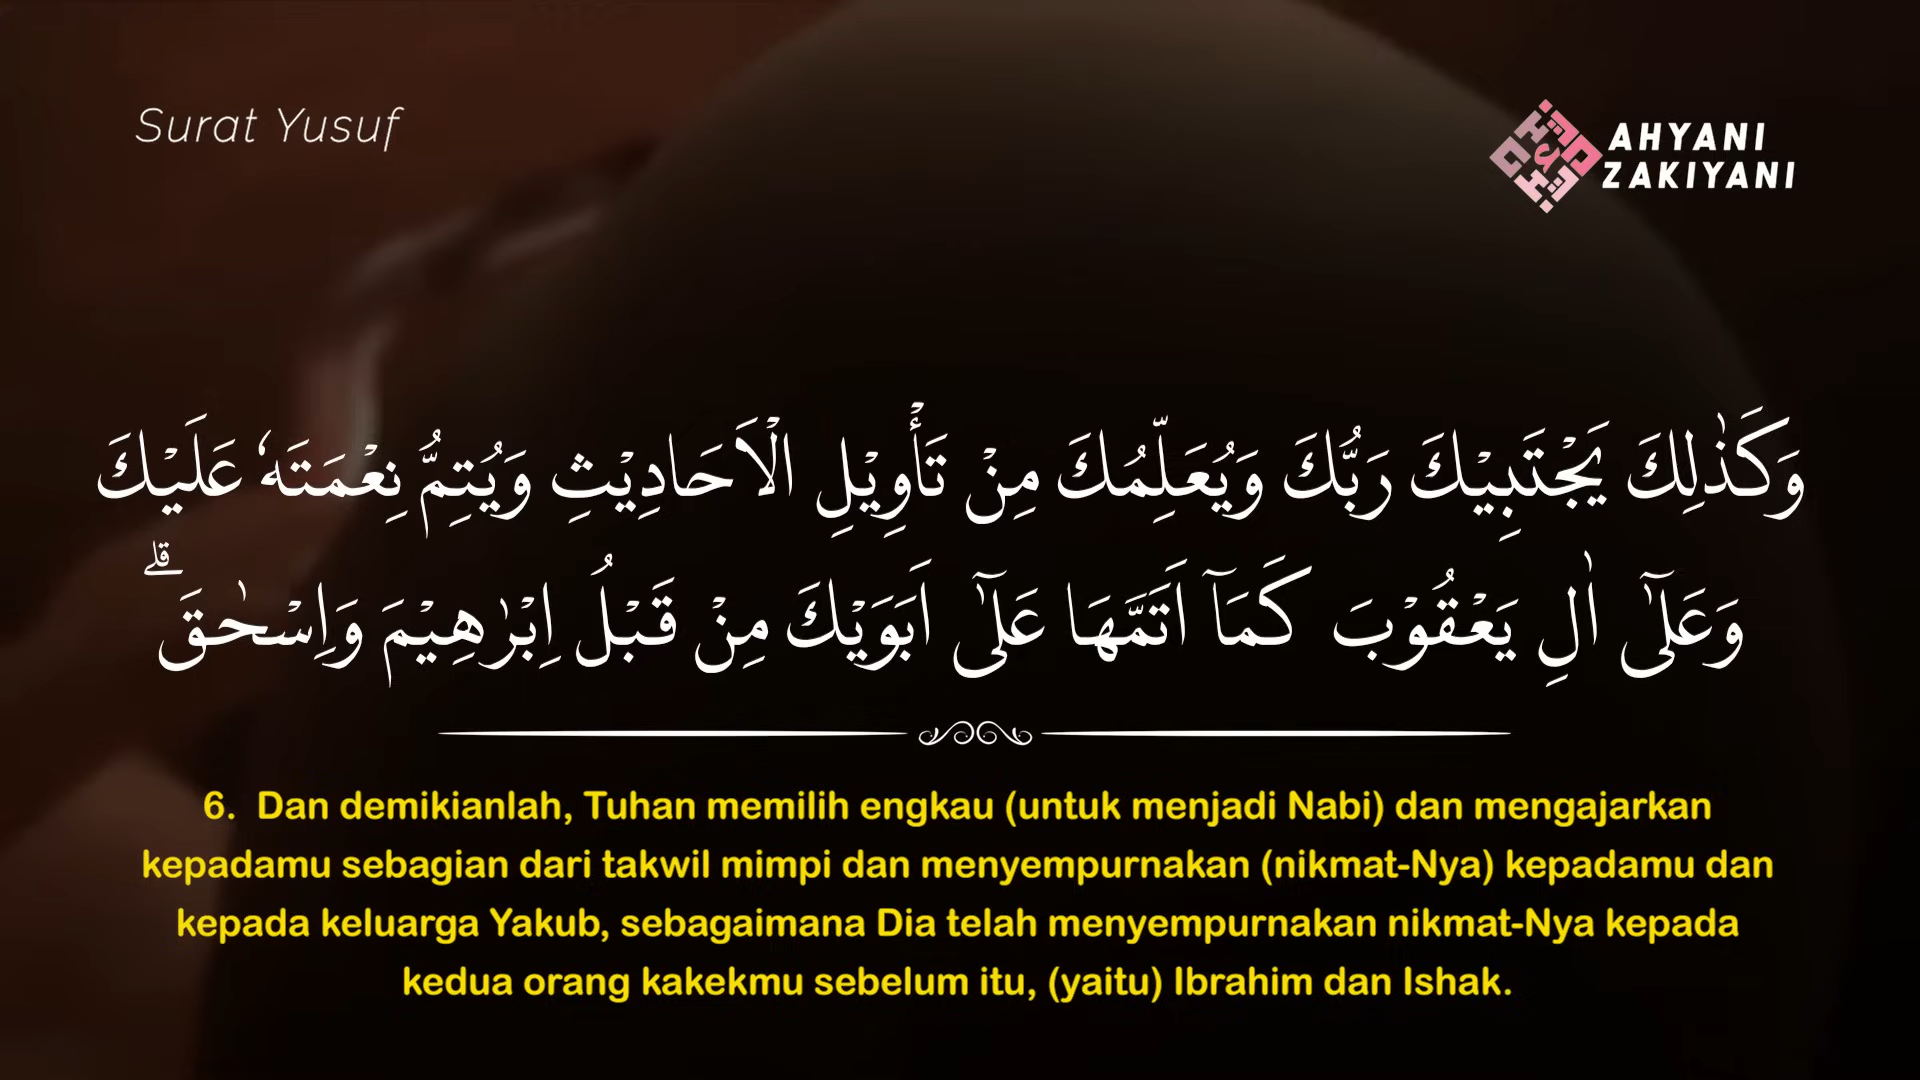 Surat Yusuf
AHYANI
ZAKIYANI
وَكَذٰلِكَ يَجْتَبِيْكَ رَبُّكَ وَيُعَلِّمُكَ مِنْ تَأْوِيْلِ الْاَحَادِيْثِ وَيُتِمُّ نِعْمَتَهٗ عَلَيْكَ
وَعَلٰٓى اٰلِ يَعْقُوْبَ كَمَآ اَتَمَّهَا عَلٰٓى اَبَوَيْكَ مِنْ قَبْلُ اِبْرٰهِيْمَ وَاِسْحٰقَۗ
6. Dan demikianlah, Tuhan memilih engkau (untuk menjadi Nabi) dan mengajarkan
kepadamu sebagian dari takwil mimpi dan menyempurnakan (nikmat-Nya) kepadamu dan
kepada keluarga Yakub, sebagaimana Dia telah menyempurnakan nikmat-Nya kepada
kedua orang kakekmu sebelum itu, (yaitu) Ibrahim dan Ishak.